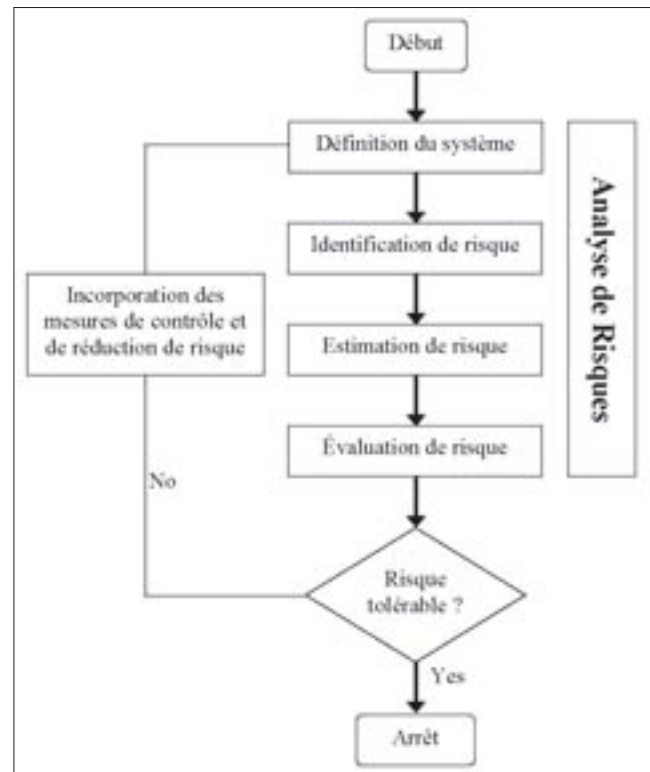 Début
Définition du système
Identification de risque
Incorporation des
mesures de contrôle et
de réduction de risque
Estimation de risque
Évaluation de risque
Analyse de Risques
No
Risque
tolérable ?
Yes
Arrêt